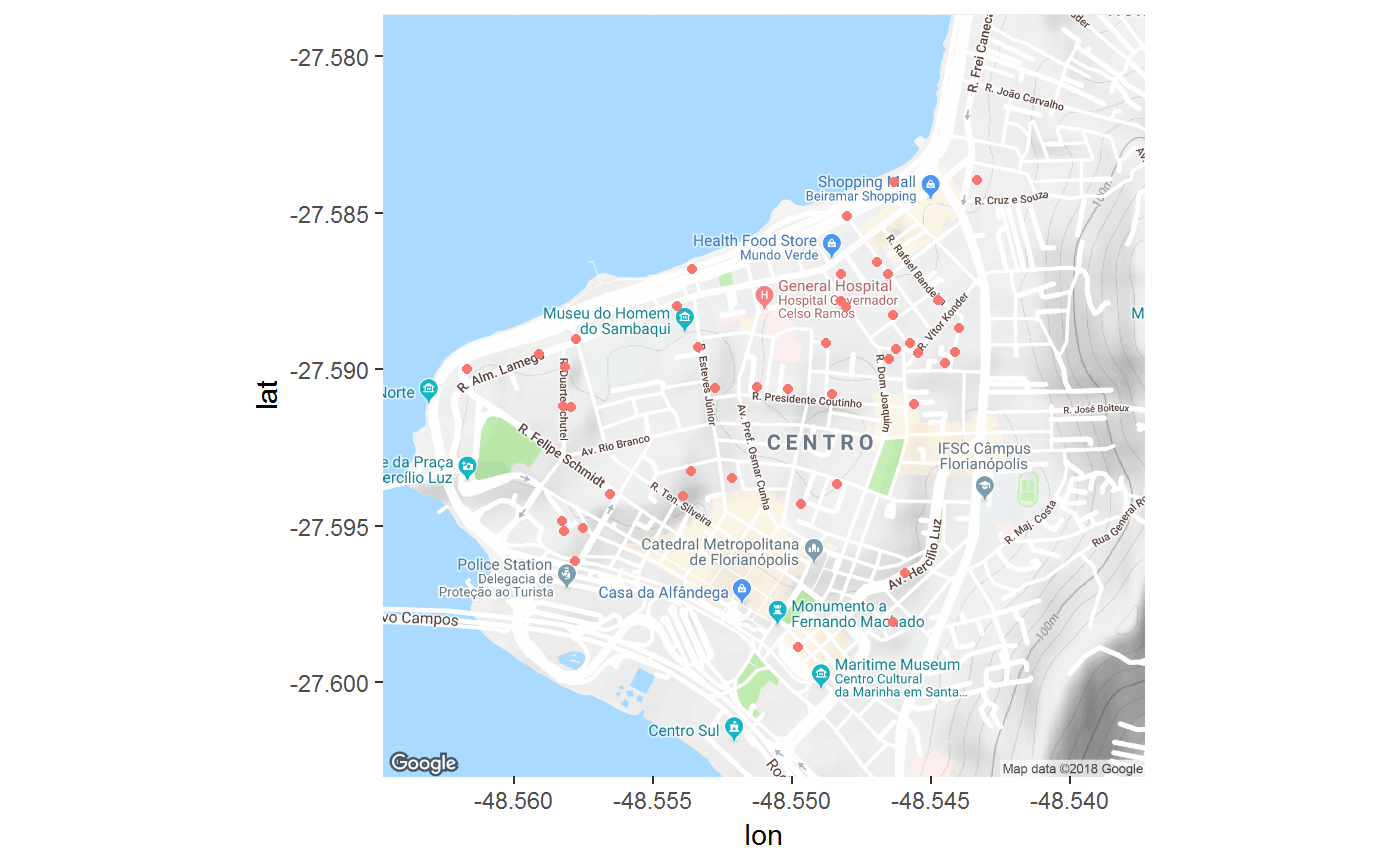 -27.580
-27.585
-27.590
-27.595
-27.600
lat
R. Frei Caneca
R. João Carvalho
100m
Shopping Mall
Beiramar Shopping
R. Cruz e Souza
Health Food Store
Mundo Verde
R. Rafael Bandeira
General Hospital
Hospital Governador
Celso Ramos
Museu do Homem
do Sambaqui
R. Vitor Konder
M
R. Alm. Lamego
R. Duarte Schutel
R. Esteves Júnior
R. Dom Joaquim
Norte
R. Presidente Coutinho
R. José Boiteux
Av. Pref. Osmar Cunha
CENTRO
R. Felipe Schmidt
Av. Rio Branco
IFSC Câmpus
Florianópolis
e da Praça
ercílio Luz
R. Ten. Silveira
R. Maj. Costa
Rua General Ro
Catedral Metropolitana
de Florianópolis
Av. Hercílio Luz
Police Station
Delegacia de
Proteção ao Turista
Casa da Alfândega
Monumento a
Fernando Machado
vo Campos
100m
Maritime Museum
Centro Cultural
da Marinha em Santa...
Centro Sul
Google
Map data ©2018 Google
-48.560
-48.555
-48.550
-48.545
-48.540
lon